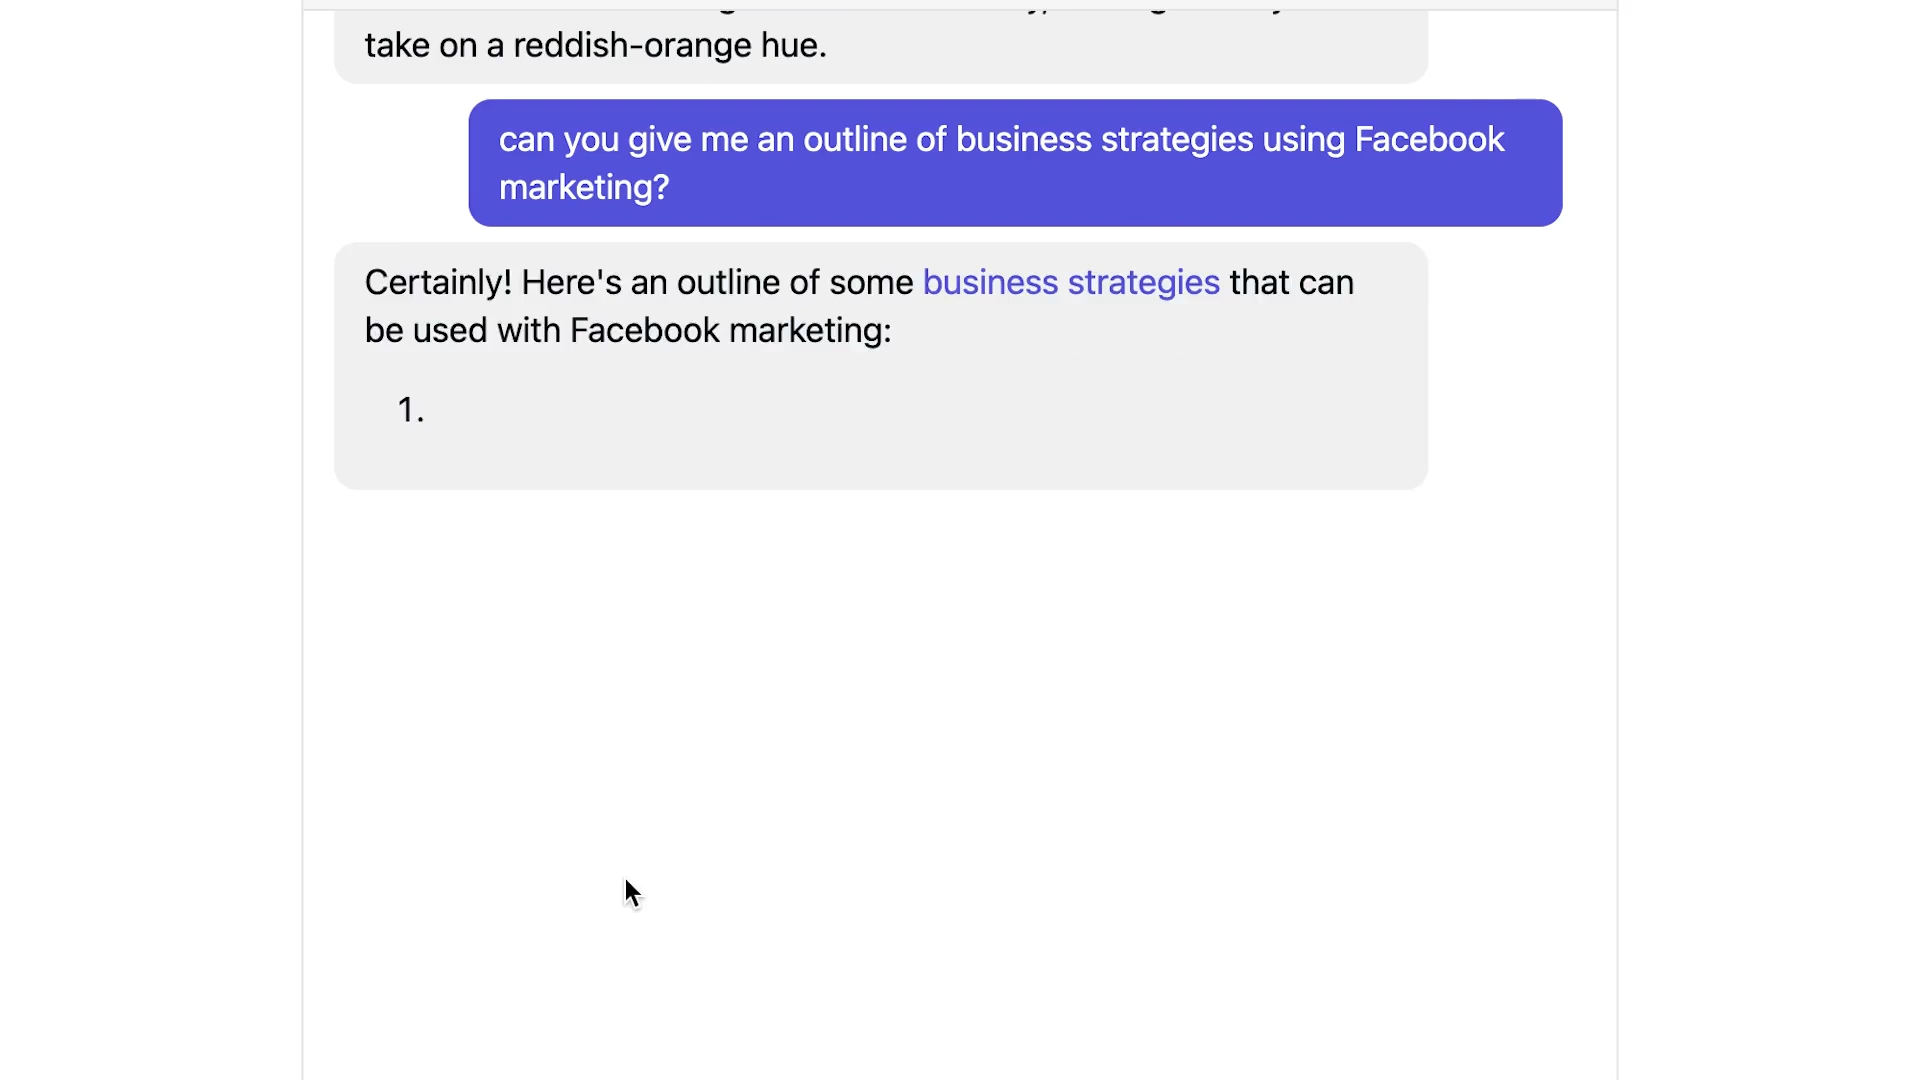 take on a reddish-orange hue.
can you give me an outline of business strategies using Facebook
marketing?
Certainly! Here's an outline of some business strategies that can
be used with Facebook marketing:
1.